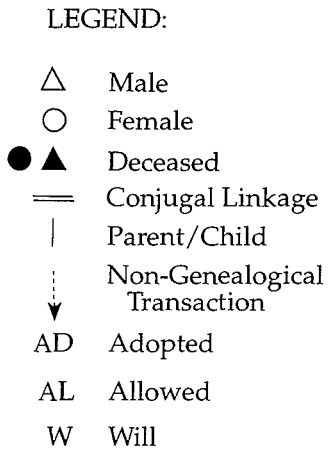 LEGEND:
Male
Female
Deceased
Conjugal Linkage
Parent/Child
Non-Genealogical
Transaction
AD Adopted
AL Allowed
W Will